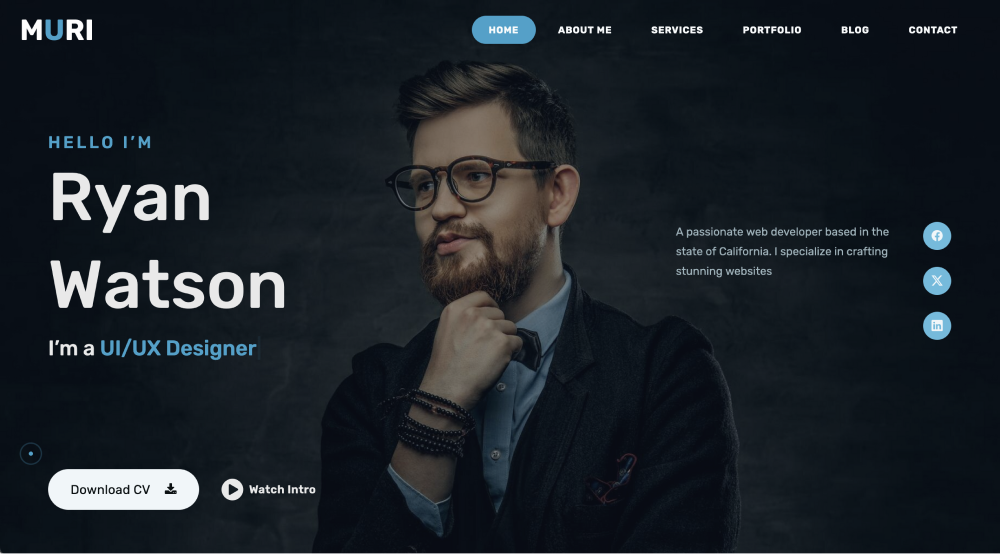 MURI
HOME
ABOUT ME
SERVICES
PORTFOLIO
BLOG
CONTACT
HELLO I’M
Ryan
Watson
I’m a UI/UX Designer
A passionate web developer based in the
state of California. I specialize in crafting
stunning websites
Download CV
Watch Intro